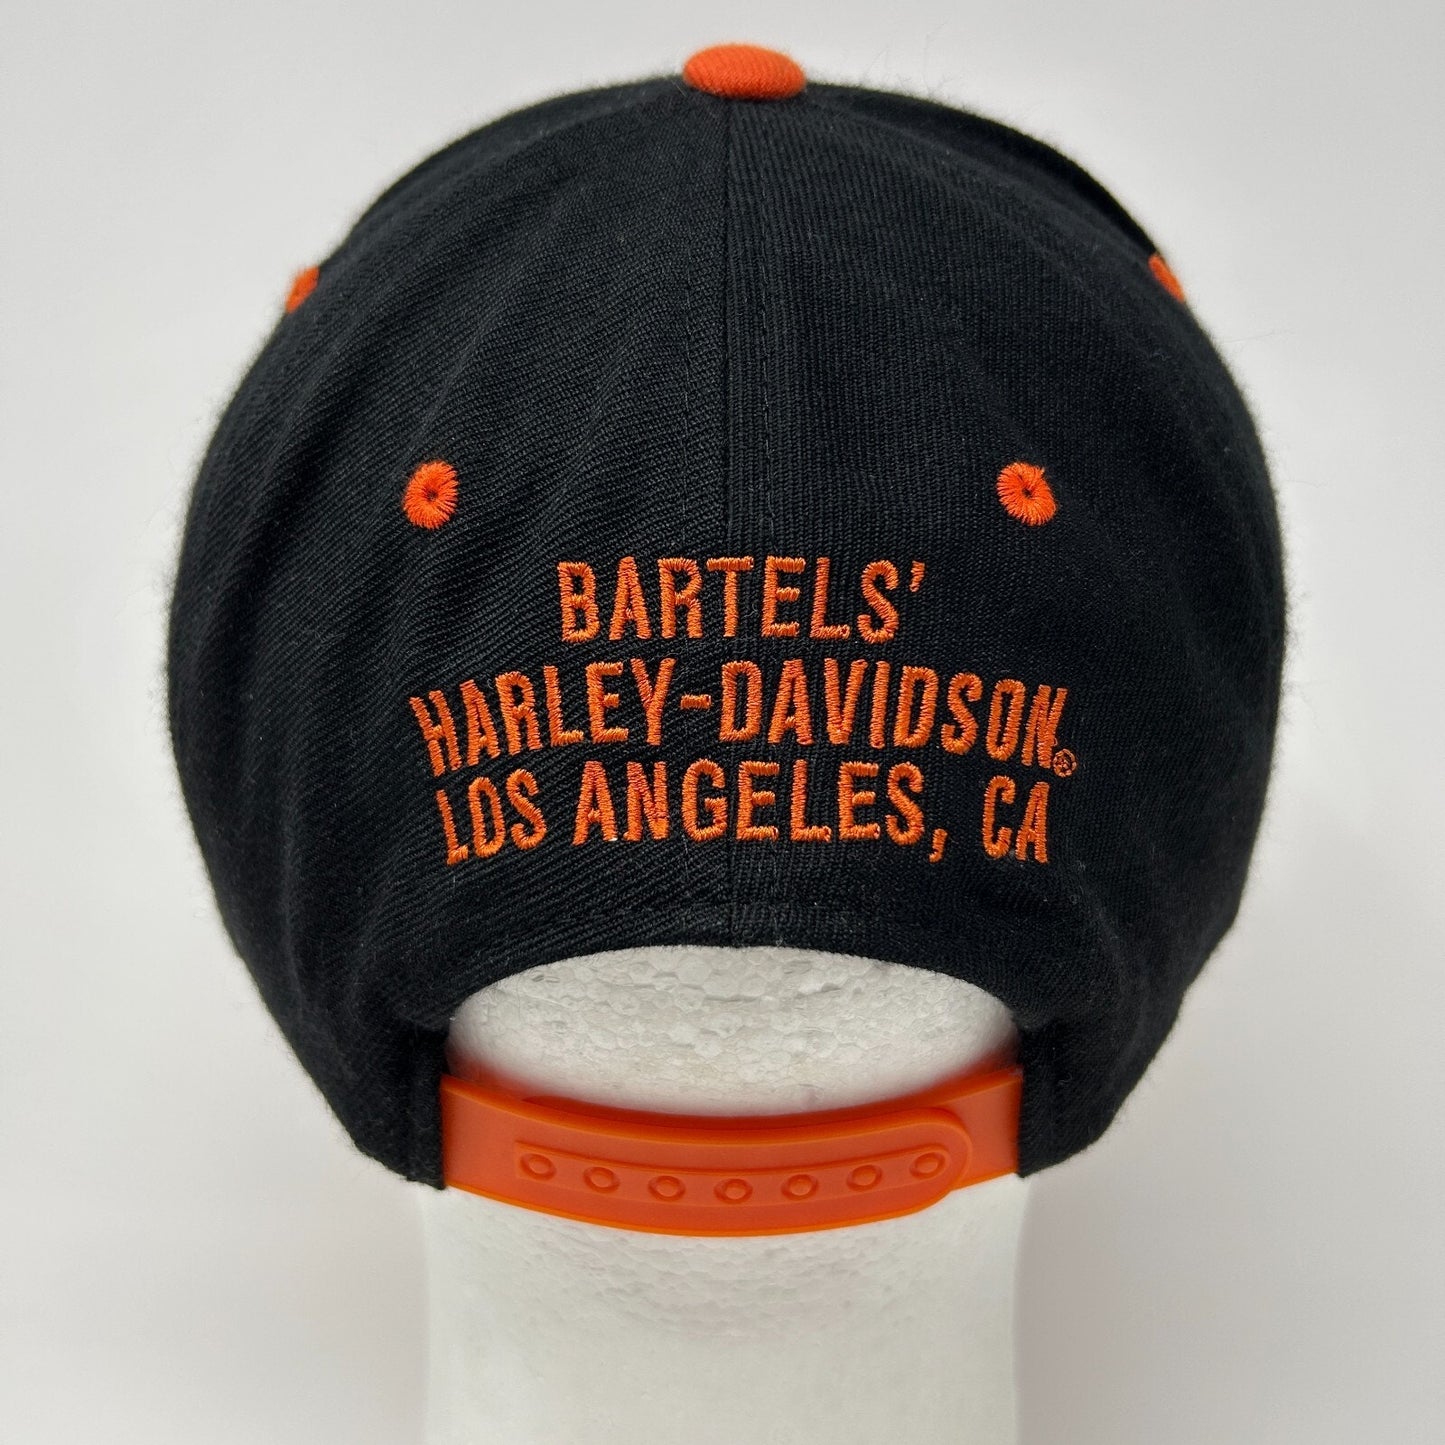 BARTELS'
HARLEY-DAVIDSON®
LOS ANGELES, CA